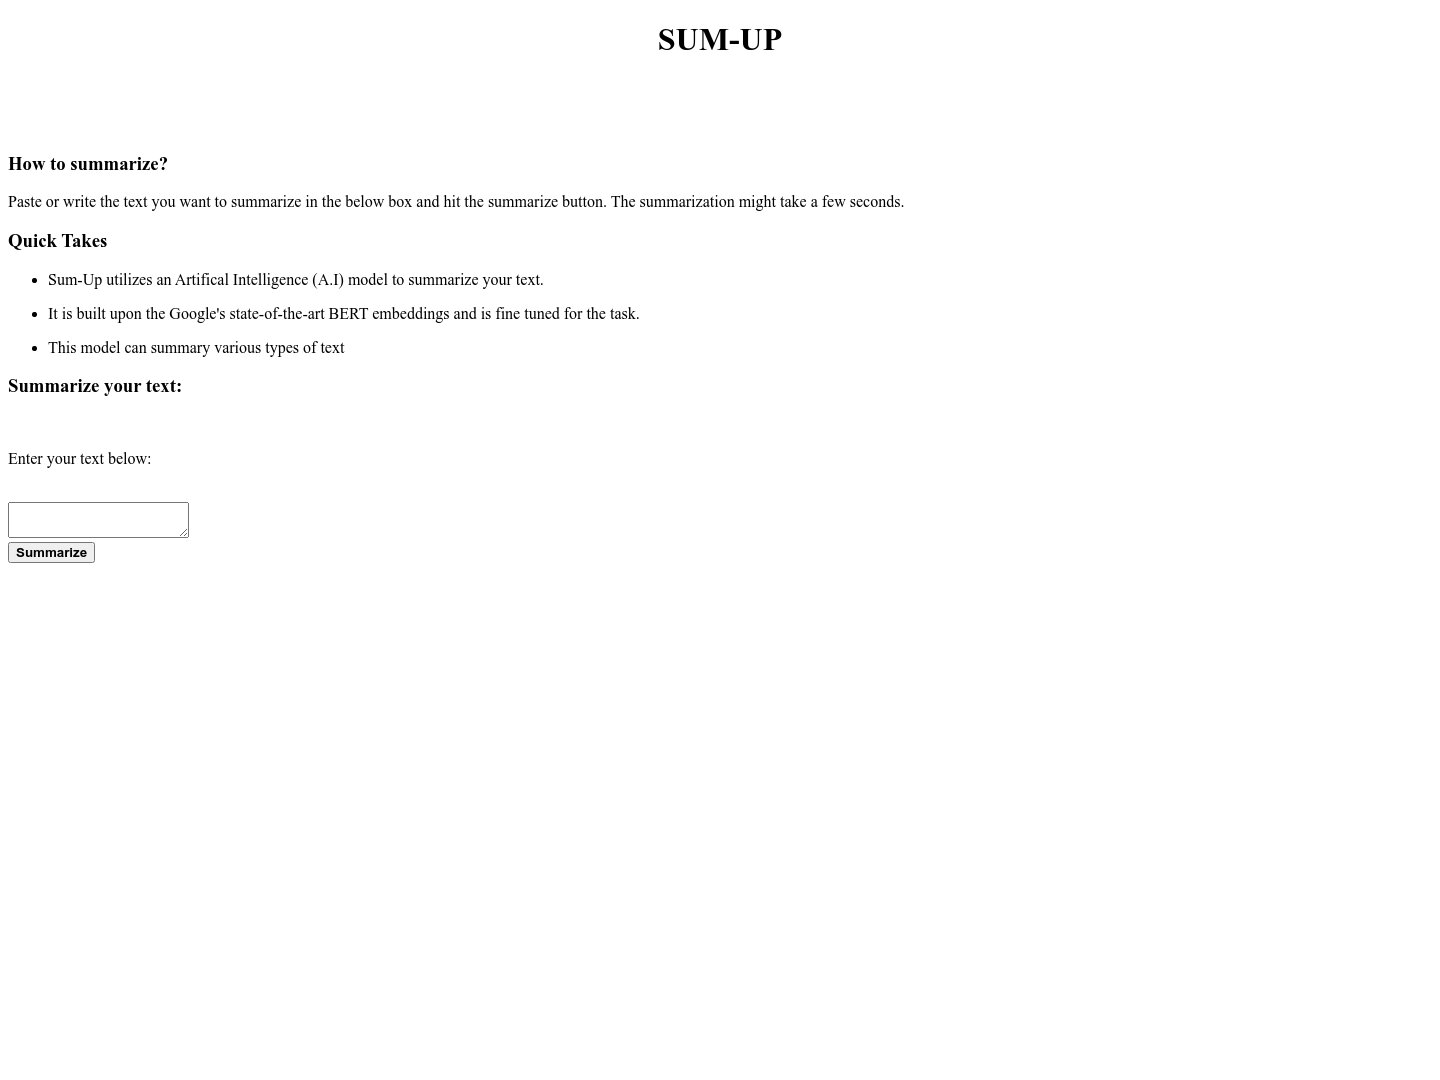 SUM-UP
How to summarize?
Paste or write the text you want to summarize in the below box and hit the summarize button. The summarization might take a few seconds.
Quick Takes
Sum-Up utilizes an Artifical Intelligence (A.I) model to summarize your text.
It is built upon the Google's state-of-the-art BERT embeddings and is fine tuned for the task.
This model can summary various types of text
Summarize your text:
Enter your text below:
Summarize